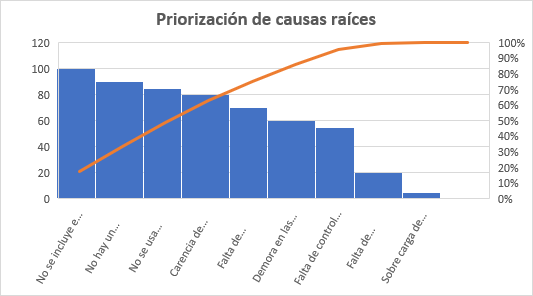 Priorización de causas raíces
120
100
80
60
40
20
0
100%
90%
80%
70%
60%
50%
40%
30%
20%
10%
0%
No se incluye e...
No hay un...
No se usa...
Carencia de...
Falta de...
Demora en las...
Falta de control...
Falta de...
Sobre carga de...